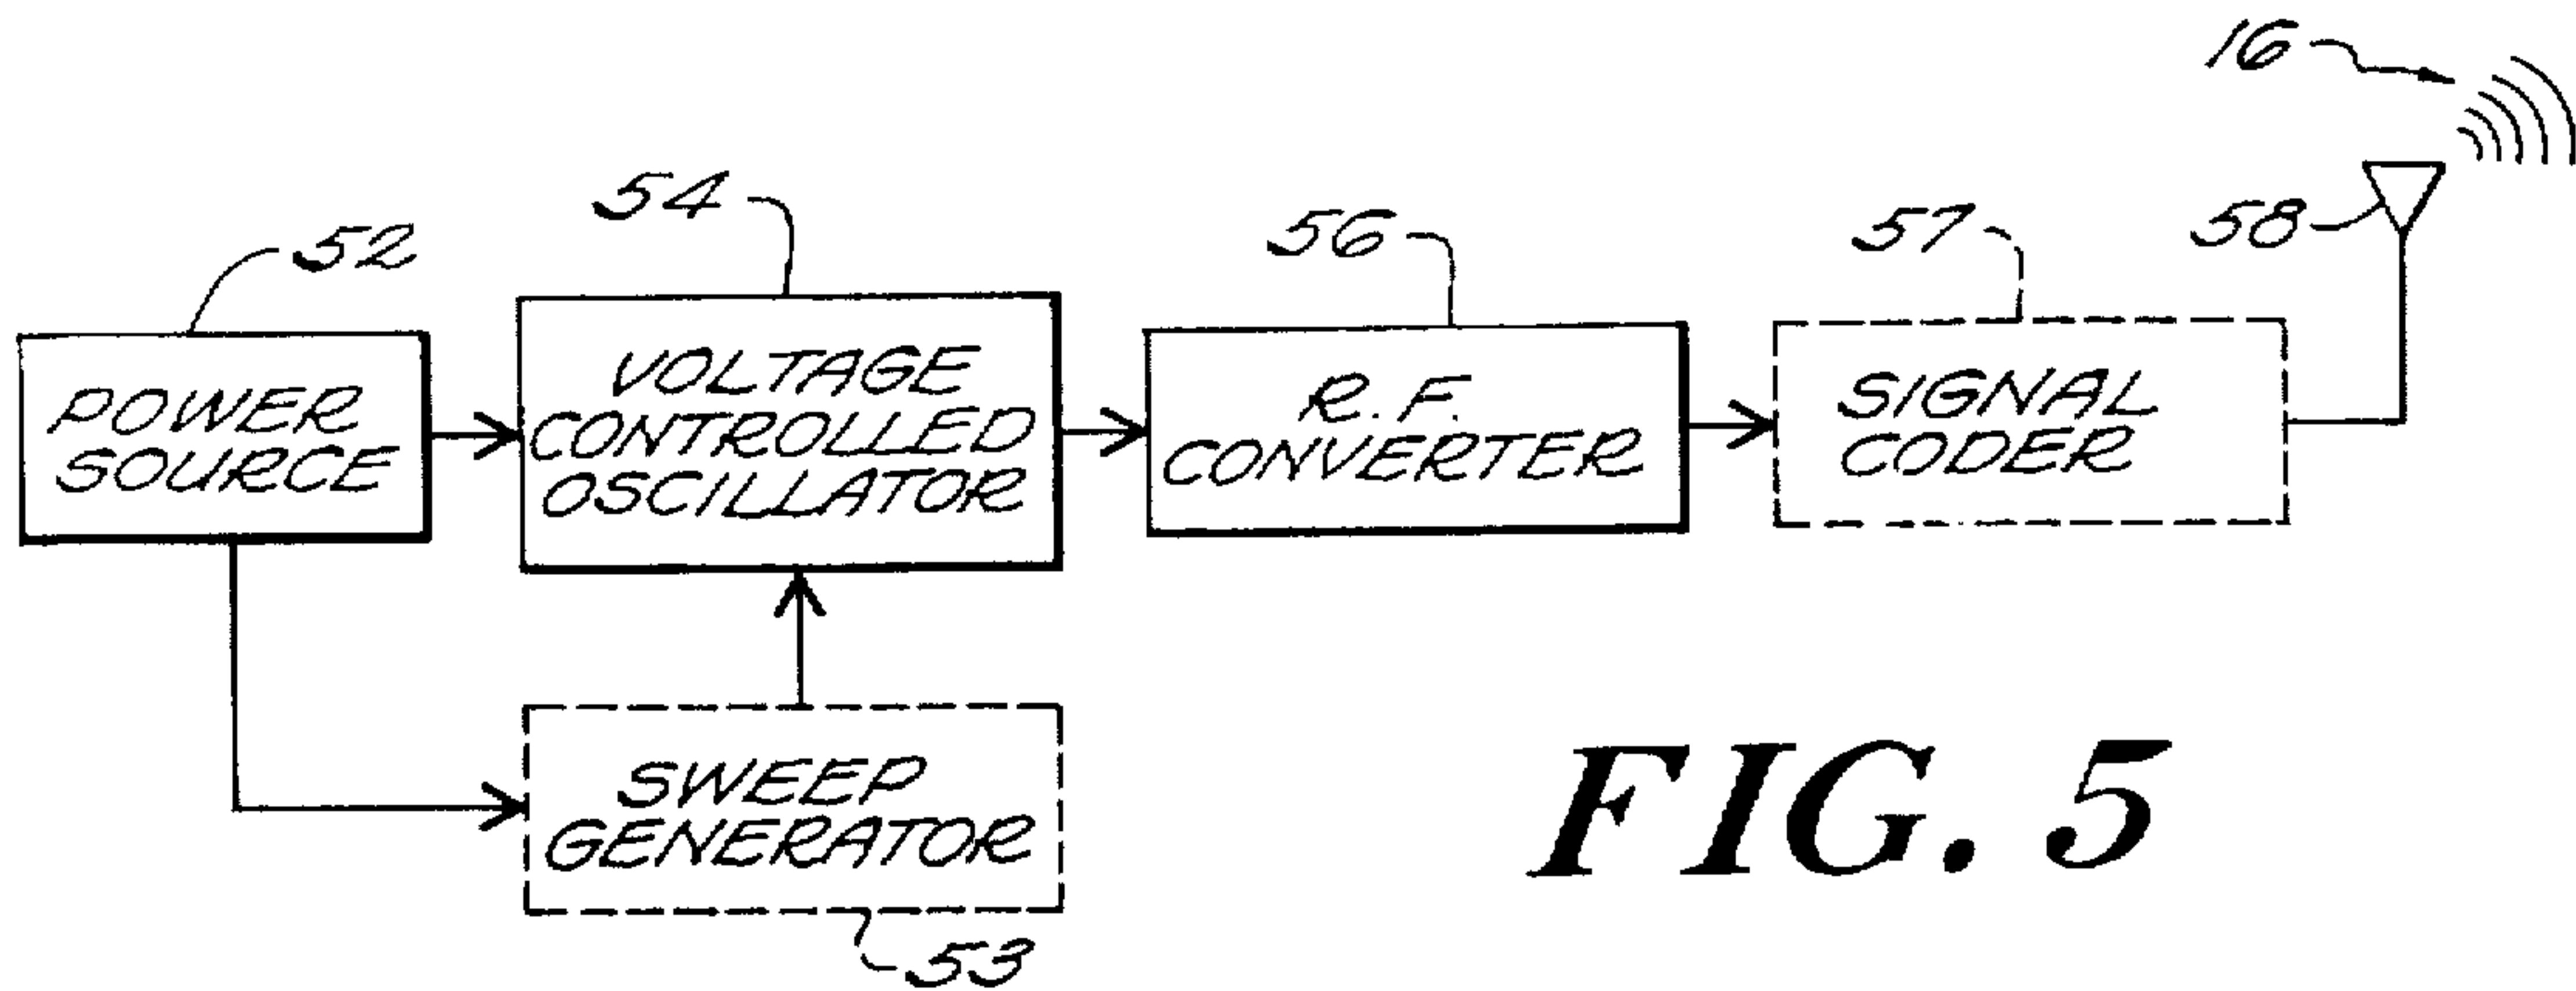 16
54
52
56
57
58
POWER
SOURCE
VOLTAGE
CONTROLLED
OSCILLATOR
R.F.
CONVERTER
SIGNAL
CODER
SWEEP
GENERATOR
53
FIG. 5